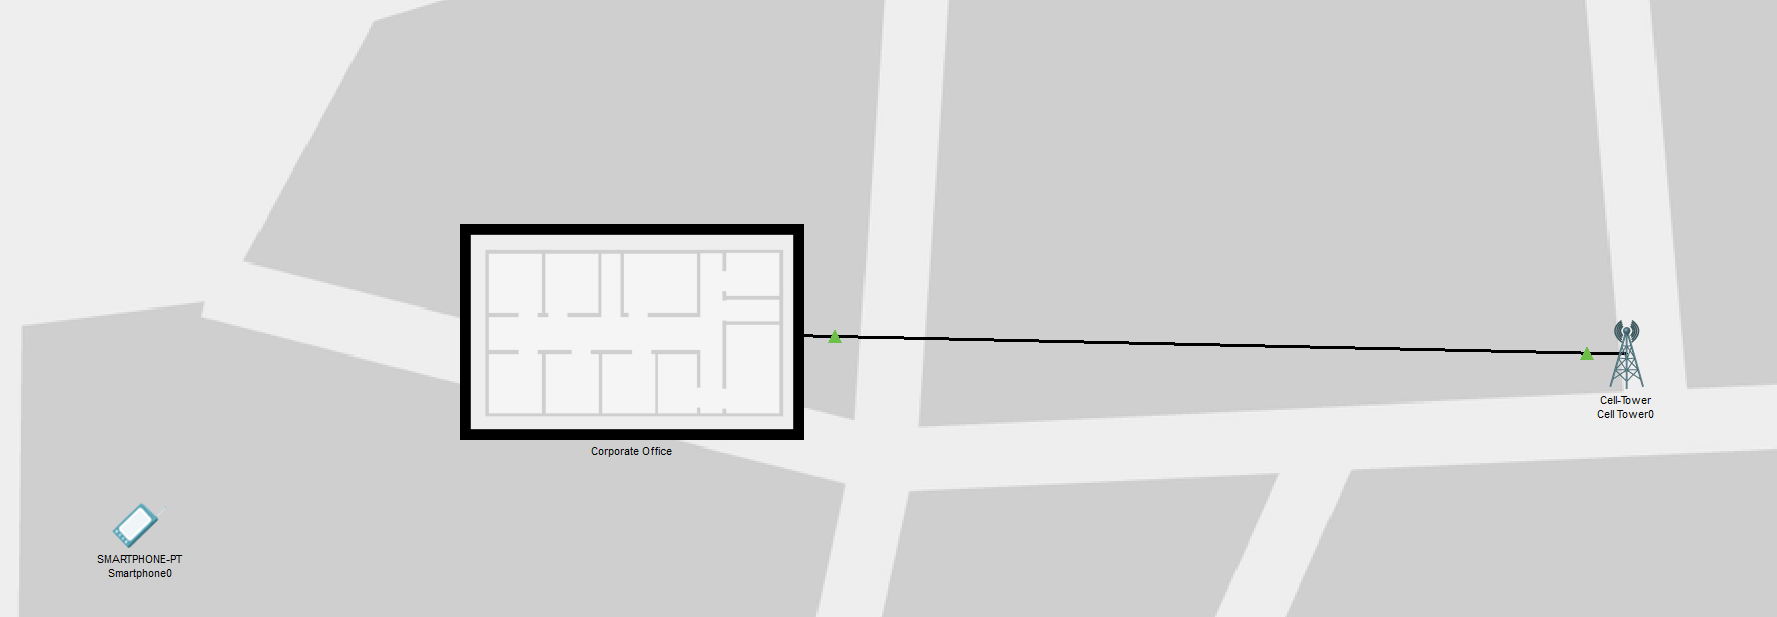 Corporate Office
Cell-Tower
Cell Tower0
SMARTPHONE-PT
Smartphone0